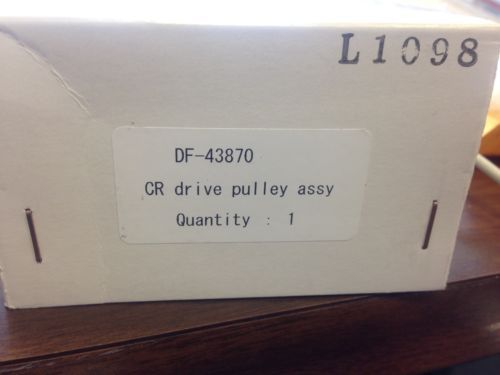 L1098
DF-43870
CR drive pulley assy
Quantity : 1